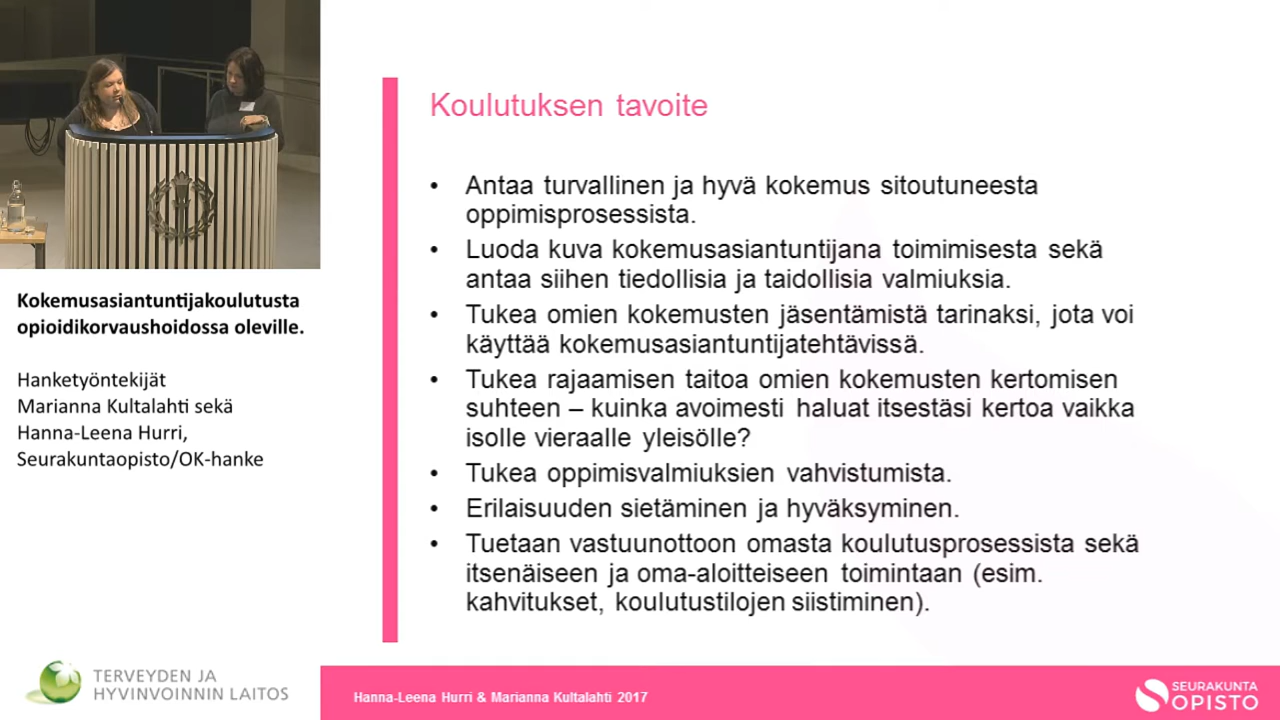 Kokemusasiantuntijakoulutusta
opioidikorvaushoidossa oleville.
Hanketyöntekijät
Marianna Kultalahti sekä
Hanna-Leena Hurri,
Seurakuntaopisto/OK-hanke
TERVEYDEN JA
HYVINVOINNIN LAITOS
Koulutuksen tavoite
• Antaa turvallinen ja hyvä kokemus sitoutuneesta
oppimisprosessista.
• Luoda kuva kokemusasiantuntijana toimimisesta sekä
antaa siihen tiedollisia ja taidollisia valmiuksia.
• Tukea omien kokemusten jäsentämistä tarinaksi, jota voi
käyttää kokemusasiantuntijatehtävissä.
• Tukea rajaamisen taitoa omien kokemusten kertomisen
suhteen – kuinka avoimesti haluat itsestäsi kertoa vaikka
isolle vieraalle yleisölle?
• Tukea oppimisvalmiuksien vahvistumista.
• Erilaisuuden sietäminen ja hyväksyminen.
• Tuetaan vastuunottoon omasta koulutusprosessista sekä
itsenäiseen ja oma-aloitteiseen toimintaan (esim.
kahvitukset, koulutustilojen siistiminen).
Hanna-Leena Hurri & Marianna Kultalahti 2017
SEURAKUNTA
OPISTO